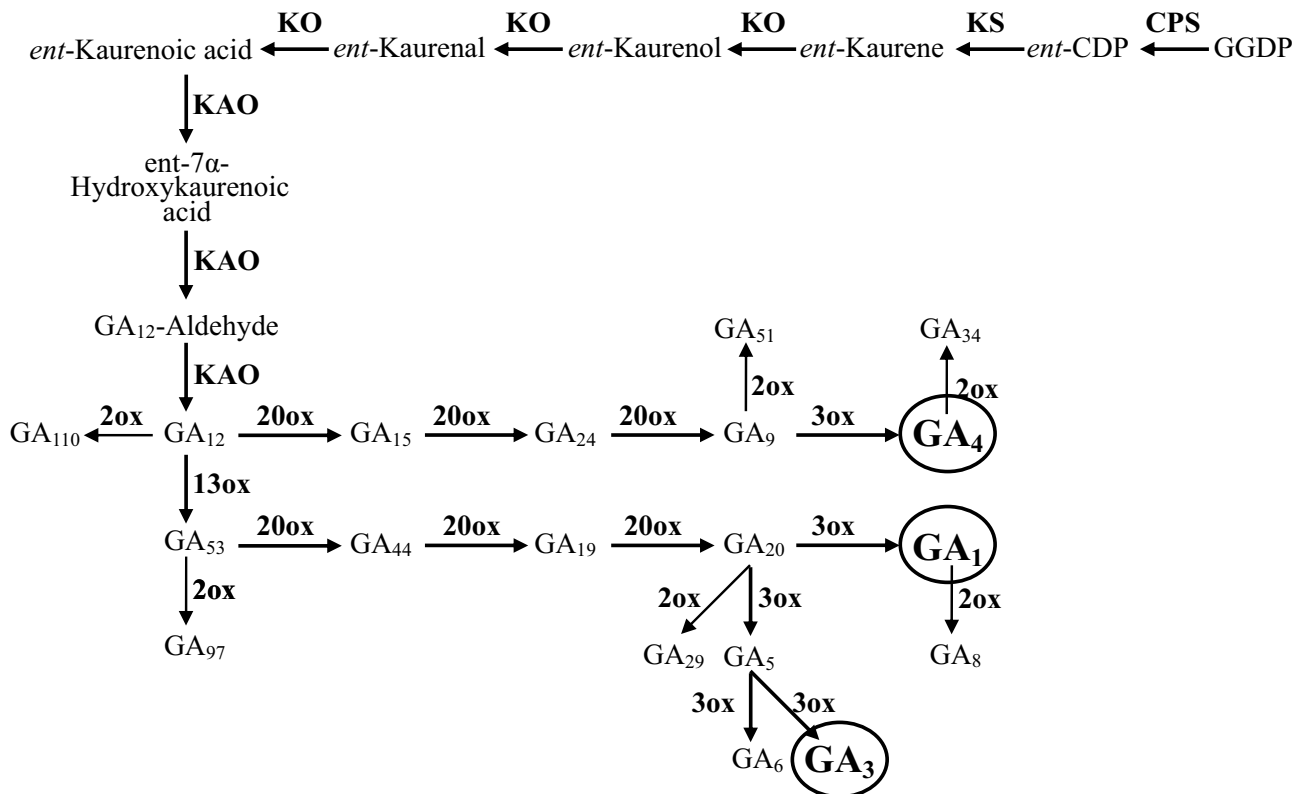 KO KO KO KS CPS
ent-Kaurenoic acid ent-Kaurenal ent-Kaurenol ent-Kaurene ent-CDP GGDP
KAO
ent-7α-
Hydroxykaurenoic
acid
KAO
GA12-Aldehyde GA51 GA34
KAO 2ox 2ox
2ox 20ox 20ox 20ox 3ox
GA110 GA12 GA15 GA24 GA9 GA4
13ox
20ox 20ox 20ox 3ox
GA53 GA44 GA19 GA20 GA1
2ox 2ox 3ox 2ox
GA97 GA29 GA5 GA8
3ox 3ox
GA6 GA3